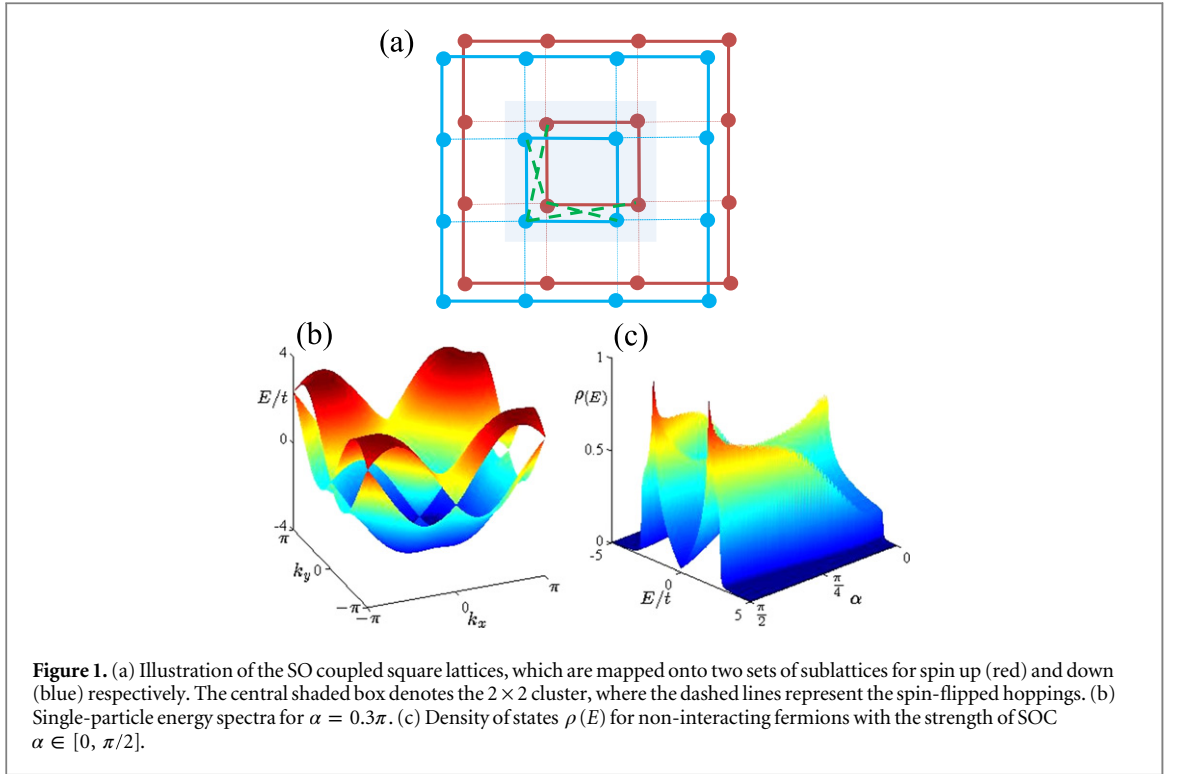 (a)
(b)
(c)
4
E/t
0
-4
π
k_y 0
-π
-π
0
k_x
π
1
ρ(E)
0.5
0
-5
0
E/t
5
π/2
π/4
α
0
Figure 1. (a) Illustration of the SO coupled square lattices, which are mapped onto two sets of sublattices for spin up (red) and down
(blue) respectively. The central shaded box denotes the 2 × 2 cluster, where the dashed lines represent the spin-flipped hoppings. (b)
Single-particle energy spectra for α = 0.3π. (c) Density of states ρ (E) for non-interacting fermions with the strength of SOC
α ∈ [0, π/2].